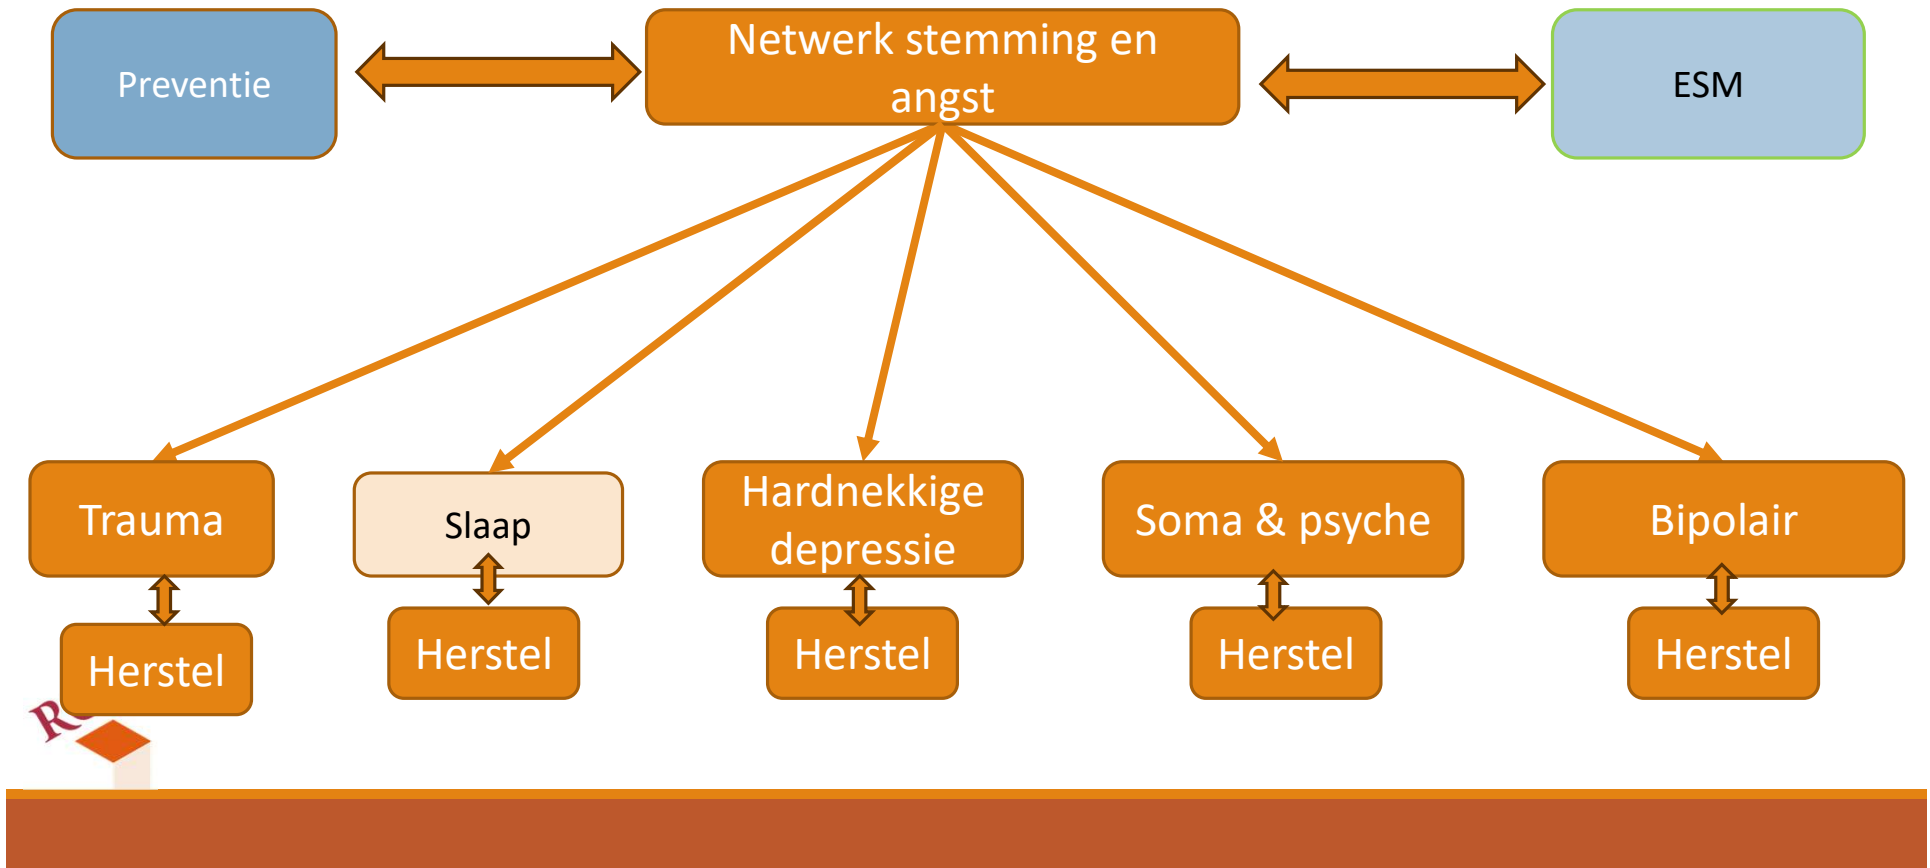 Preventie
Netwerk stemming en
angst
ESM
Trauma
Slaap
Hardnekkige
depressie
Soma & psyche
Bipolair
Herstel
Herstel
Herstel
Herstel
Herstel